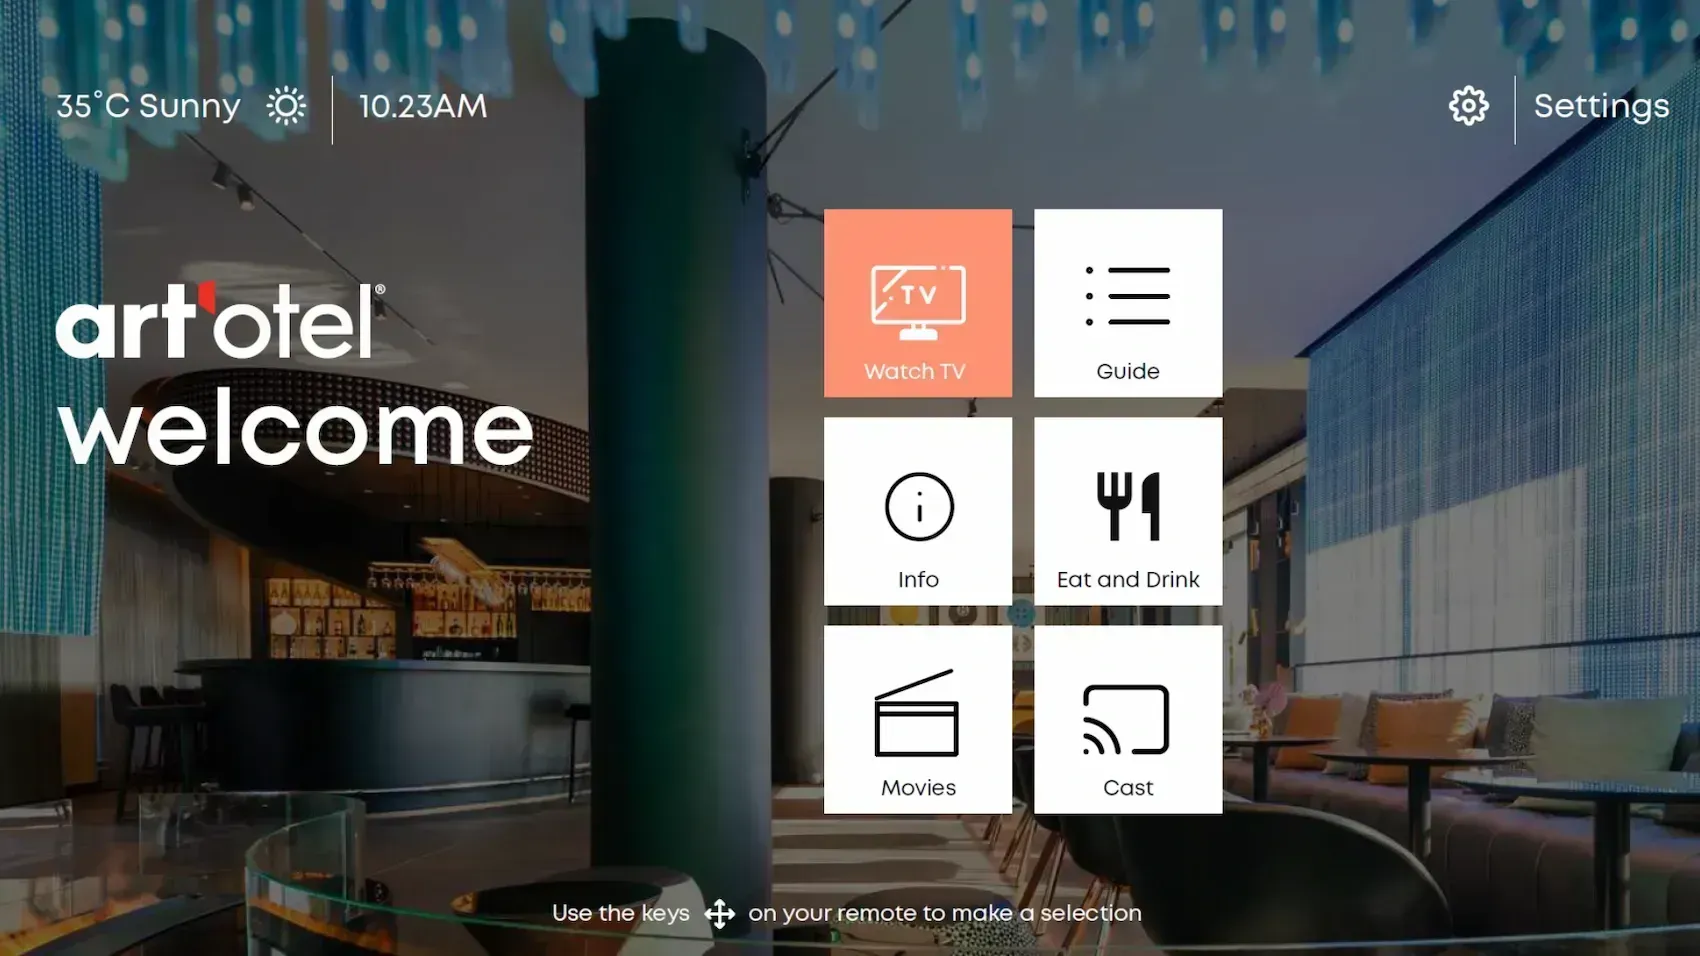 35°C Sunny
10.23AM
Settings
art'otel®
welcome
TV
Watch TV
Guide
Info
Eat and Drink
Movies
Cast
Use the keys on your remote to make a selection